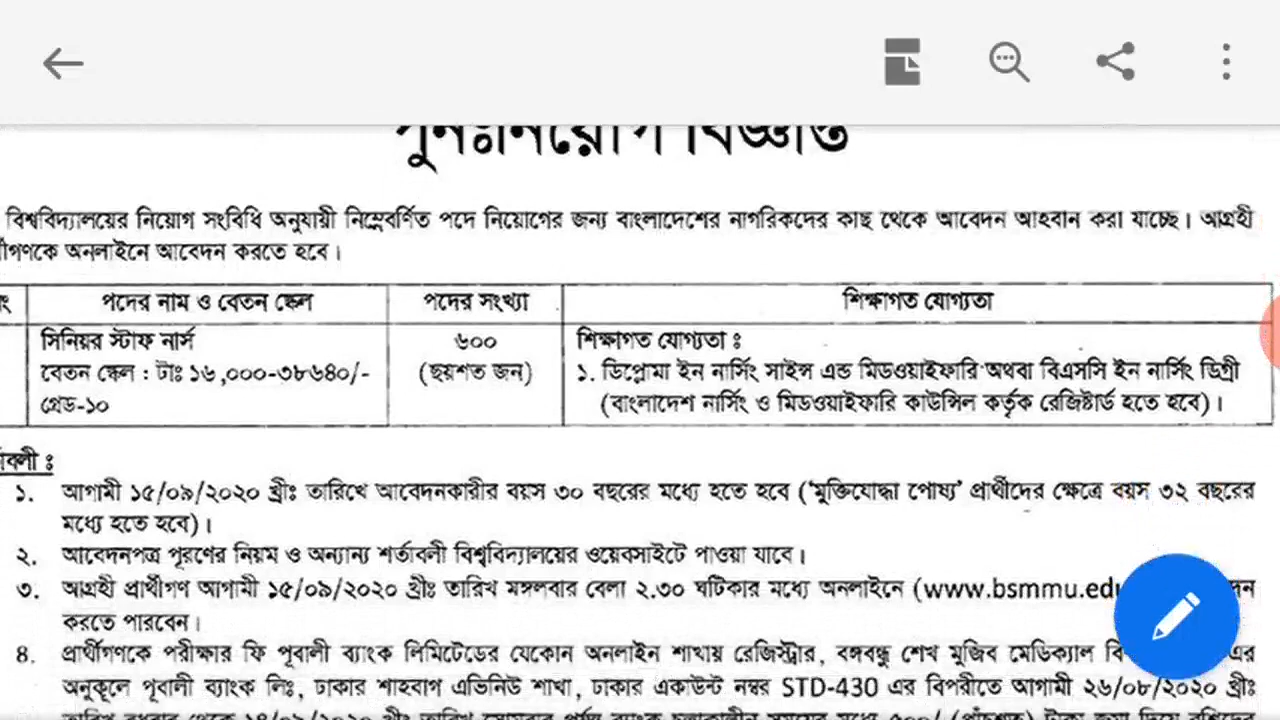 পুনঃনিয়োগ বিজ্ঞপ্তি
বিশ্ববিদ্যালয়ের নিয়োগ সংবিধি অনুযায়ী নিম্নেবর্ণিত পদে নিয়োগের জন্য বাংলাদেশের নাগরিকদের কাছ থেকে আবেদন আহবান করা যাচ্ছে। আগ্রহী
অনলাইনে আবেদন করতে হবে।
পদের নাম ও বেতন স্কেল পদের সংখ্যা শিক্ষাগত যোগ্যতা
সিনিয়র স্টাফ নার্স ৬০০ শিক্ষাগত যোগ্যতা ঃ
বেতন স্কেল : টাঃ ১৬,০০০-৩৮৬৪০/- (ছয়শত জন) ১. ডিপ্লোমা ইন নার্সিং সাইন্স এন্ড মিডওয়াইফারি অথবা বিএসসি ইন নার্সিং ডিগ্রী
গ্রেড-১০ (বাংলাদেশ নার্সিং ও মিডওয়াইফারি কাউন্সিল কর্তৃক রেজিষ্টার্ড হতে হবে)।
১. আগামী ১৫/০৯/২০২০ খ্রীঃ তারিখে আবেদনকারীর বয়স ৩০ বছরের মধ্যে হতে হবে (‘মুক্তিযোদ্ধা পোষ্য’ প্রার্থীদের ক্ষেত্রে বয়স ৩২ বছরের
মধ্যে হতে হবে)।
২. আবেদনপত্র পূরণের নিয়ম ও অন্যান্য শর্তাবলী বিশ্ববিদ্যালয়ের ওয়েবসাইটে পাওয়া যাবে।
৩. আগ্রহী প্রার্থীগণ আগামী ১৫/০৯/২০২০ খ্রীঃ তারিখ মঙ্গলবার বেলা ২.৩০ ঘটিকার মধ্যে অনলাইনে (www.bsmmu.edu
করতে পারবেন।
৪. প্রার্থীগণকে পরীক্ষার ফি পূবালী ব্যাংক লিমিটেডের যেকোন অনলাইন শাখায় রেজিস্ট্রার, বঙ্গবন্ধু শেখ মুজিব মেডিক্যাল এর
অনুকূলে পূবালী ব্যাংক লিঃ, ঢাকার শাহবাগ এভিনিউ শাখা, ঢাকার একাউন্ট নম্বর STD-430 এর বিপরীতে আগামী ২৬/০৮/২০২০ খ্রীঃ